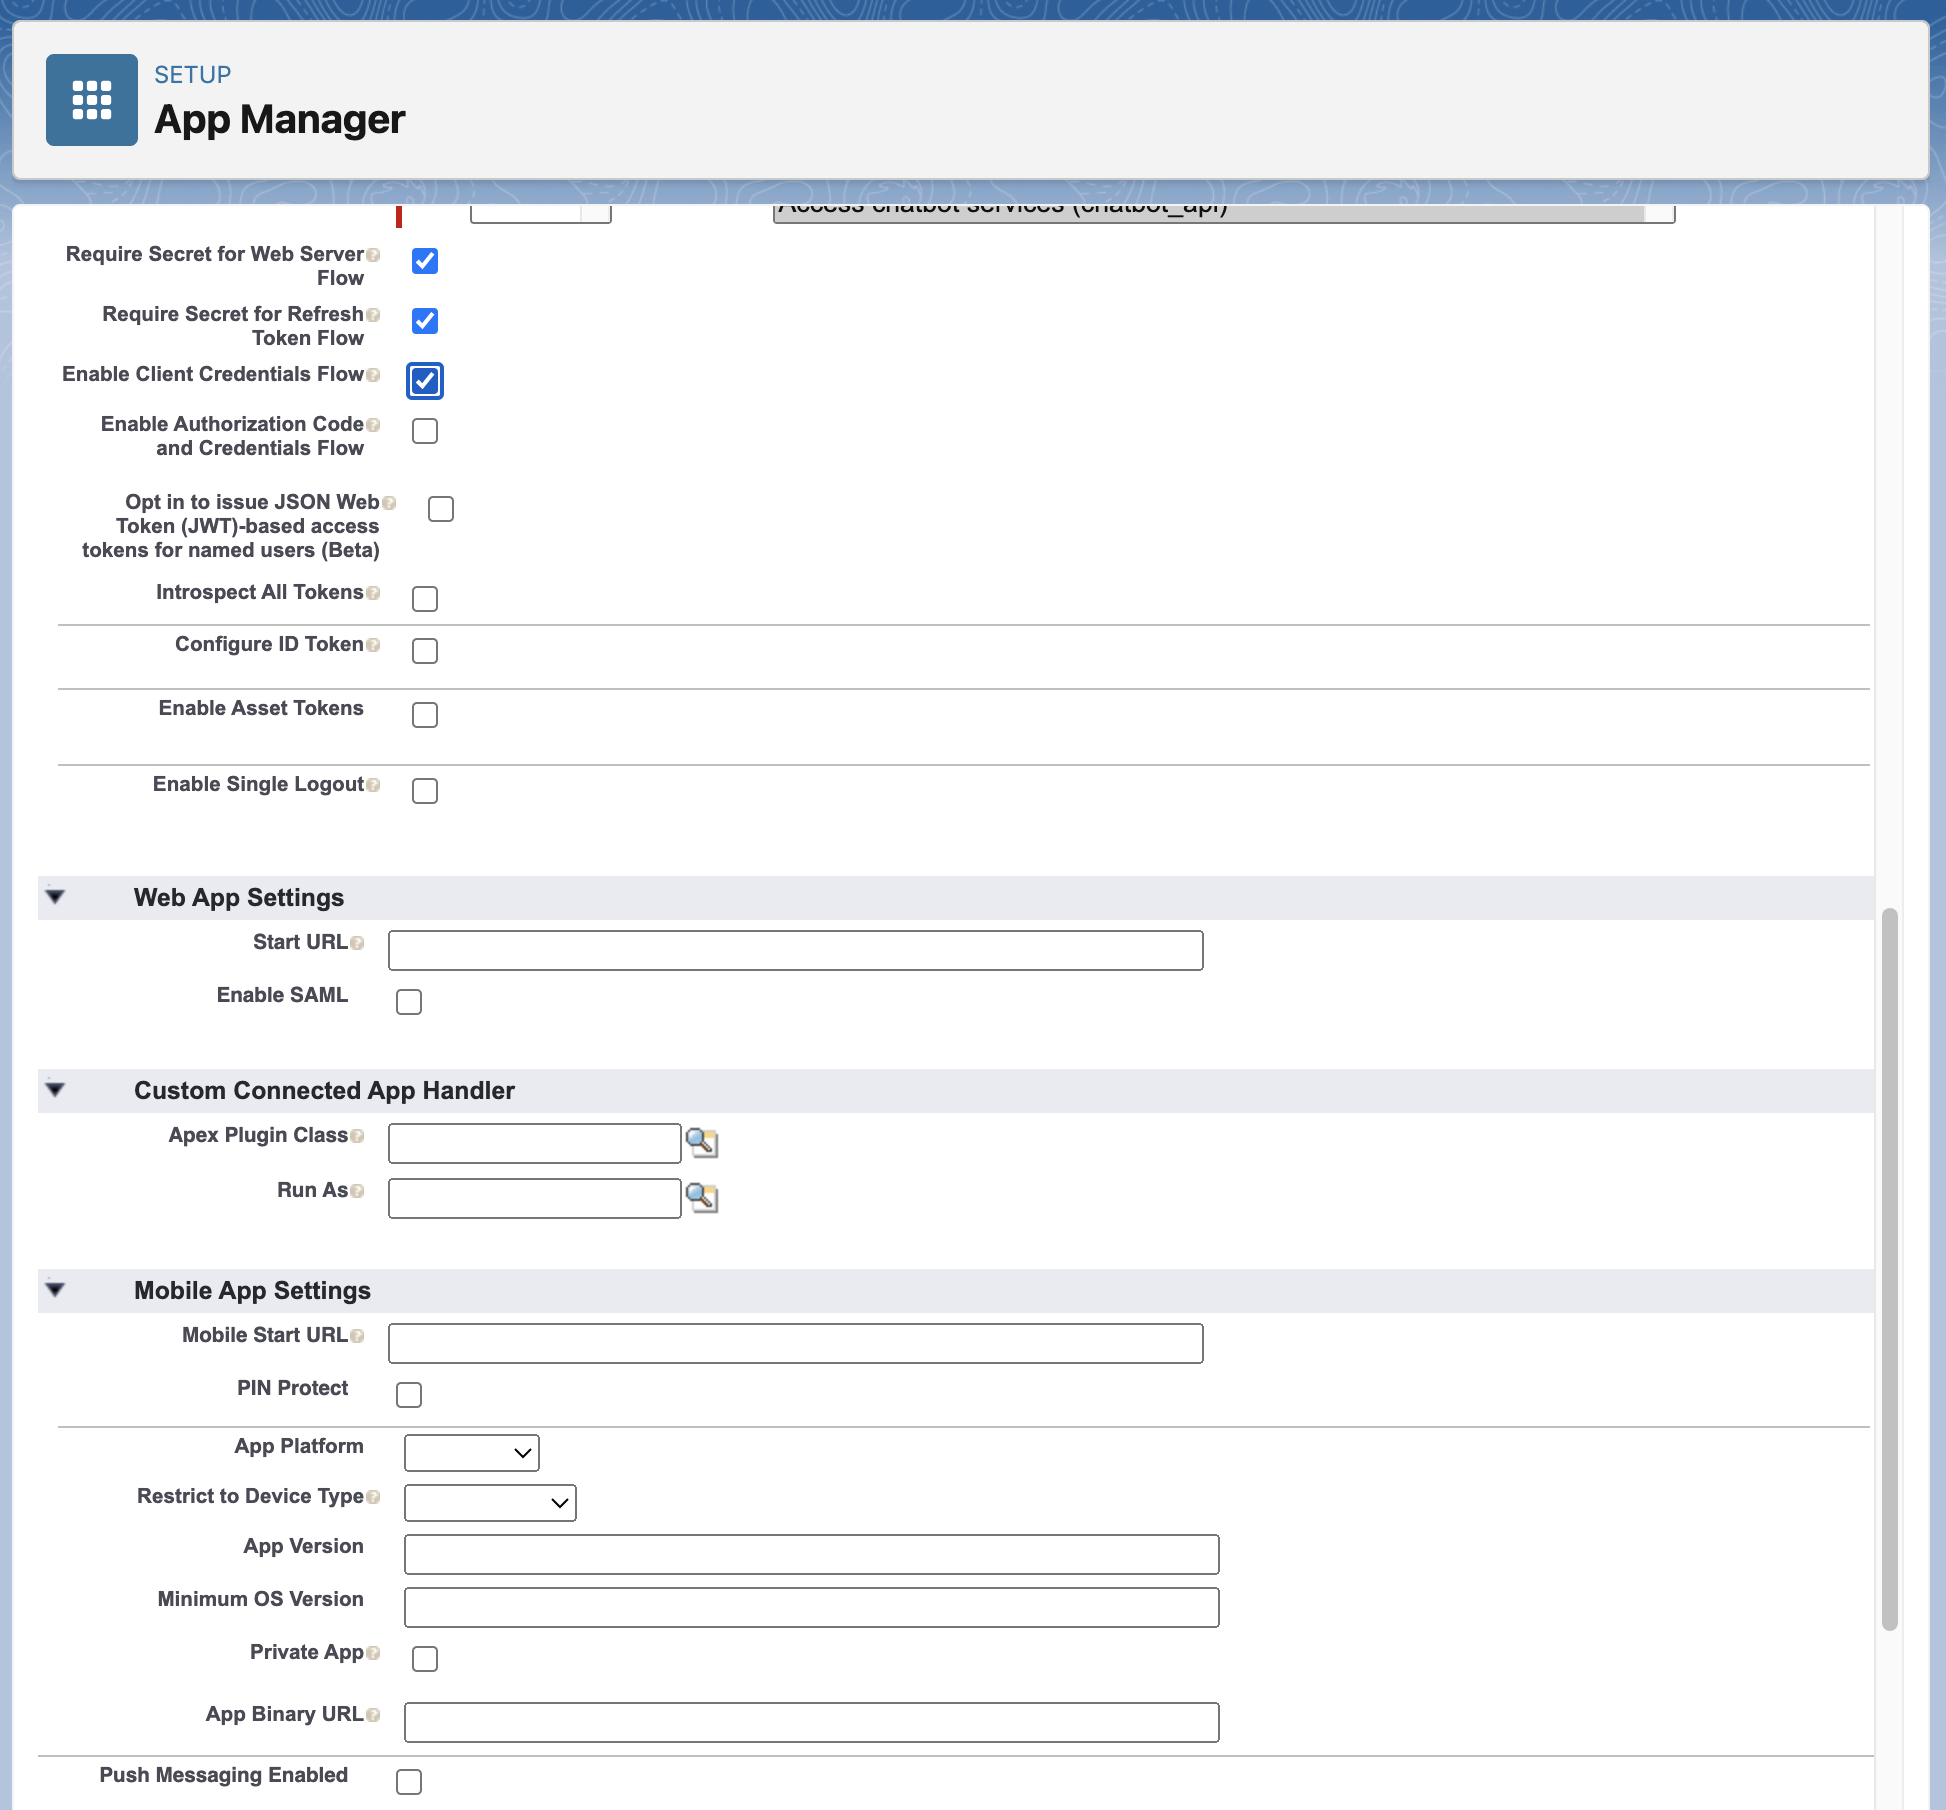 SETUP
App Manager
Access chatbot services (chatbot_api)
Require Secret for Web Server
Flow
Require Secret for Refresh
Token Flow
Enable Client Credentials Flow
Enable Authorization Code
and Credentials Flow
Opt in to issue JSON Web
Token (JWT)-based access
tokens for named users (Beta)
Introspect All Tokens
Configure ID Token
Enable Asset Tokens
Enable Single Logout
Web App Settings
Start URL
Enable SAML
Custom Connected App Handler
Apex Plugin Class
Run As
Mobile App Settings
Mobile Start URL
PIN Protect
App Platform
Restrict to Device Type
App Version
Minimum OS Version
Private App
App Binary URL
Push Messaging Enabled